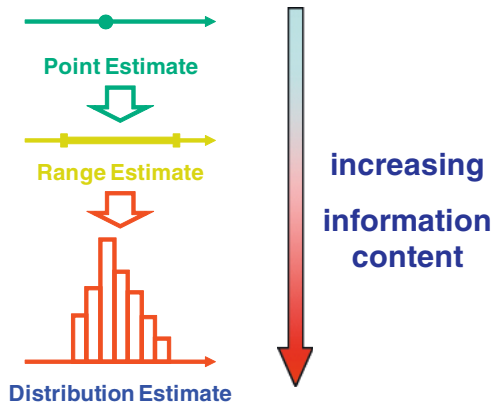 Point Estimate
Range Estimate
increasing
information
content
Distribution Estimate